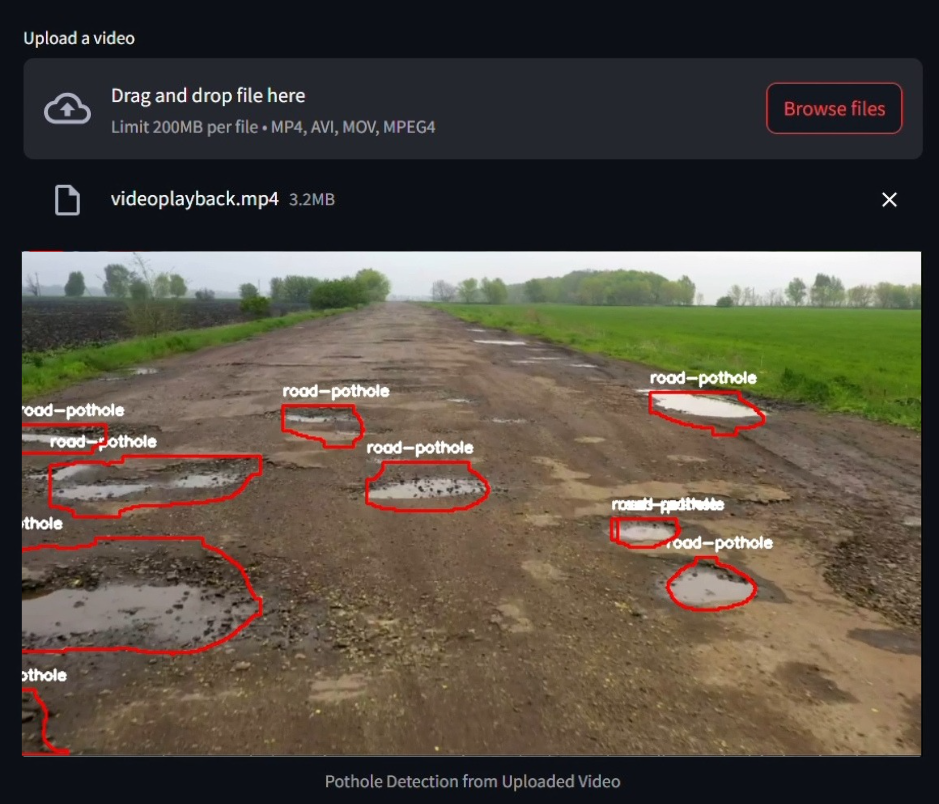 Upload a video
Drag and drop file here
Limit 200MB per file • MP4, AVI, MOV, MPEG4
Browse files
videoplayback.mp4 3.2MB
road-pothole
road-pothole
road-pothole
road-pothole
road-pothole
thole
road-pothole
othole
Pothole Detection from Uploaded Video